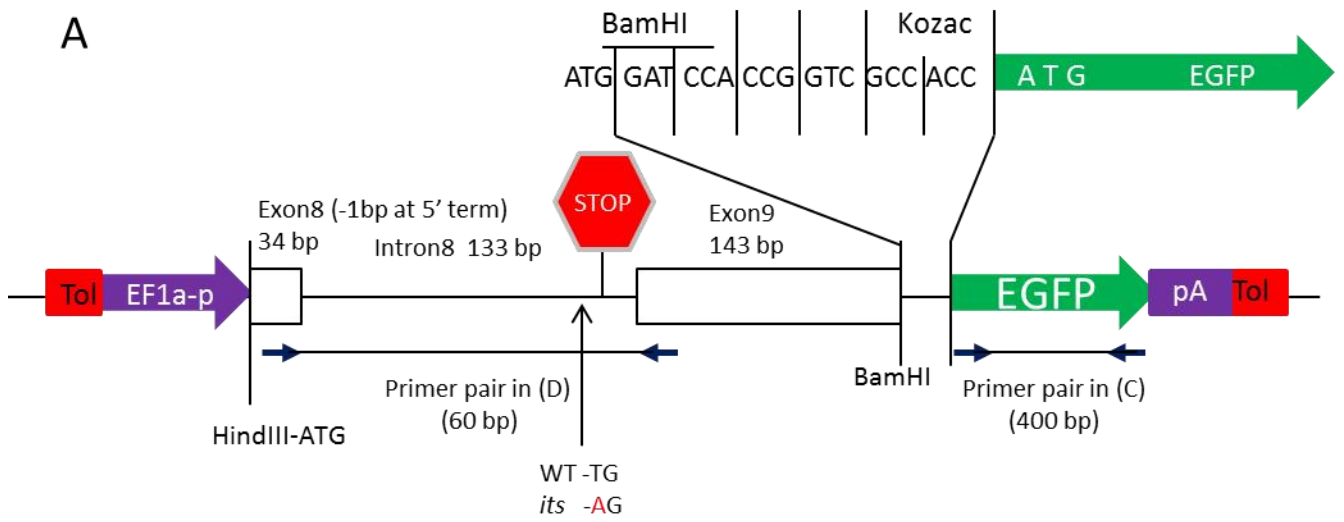 A
BamHI
Kozac
ATG GAT CCA CCG GTC GCC ACC A T G EGFP
STOP
Exon8 (-1bp at 5' term)
34 bp
Intron8 133 bp
Exon9
143 bp
Tol EF1a-p EGFP pA Tol
BamHI
Primer pair in (D)
(60 bp)
Primer pair in (C)
(400 bp)
HindIII-ATG
WT -TG
its -AG